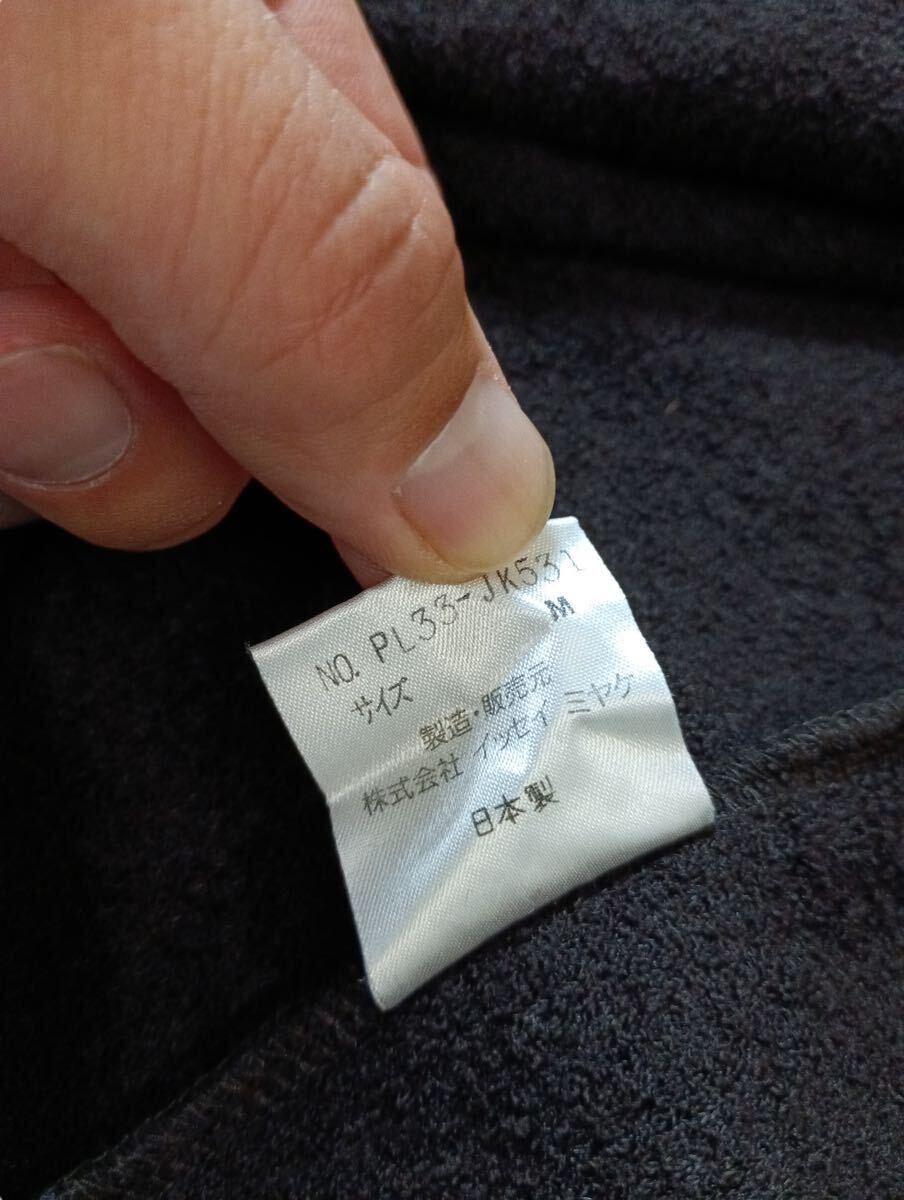 NO. PL33-JK531
サイズ M
製造・販売元
株式会社 イッセイ ミヤケ
日本製